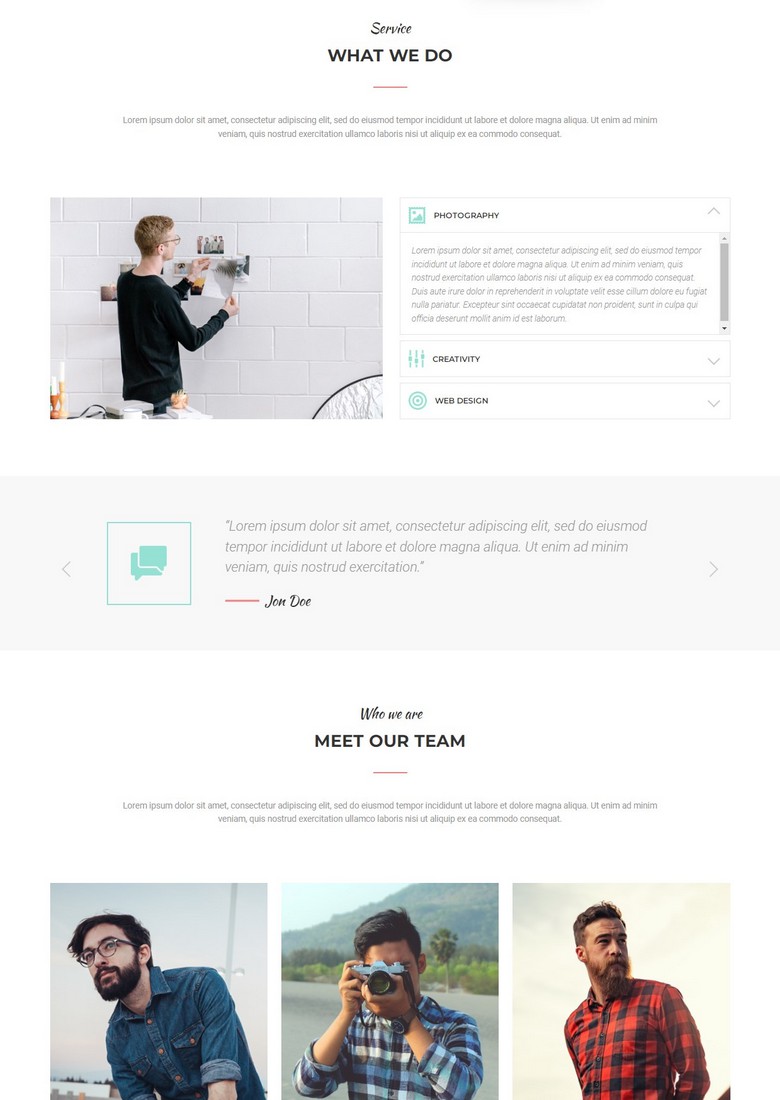 Service
WHAT WE DO
Lorem ipsum dolor sit amet, consectetur adipiscing elit, sed do eiusmod tempor incididunt ut labore et dolore magna aliqua. Ut enim ad minim
veniam, quis nostrud exercitation ullamco laboris nisi ut aliquip ex ea commodo consequat.
PHOTOGRAPHY
Lorem ipsum dolor sit amet, consectetur adipiscing elit, sed do eiusmod tempor
incididunt ut labore et dolore magna aliqua. Ut enim ad minim veniam, quis
nostrud exercitation ullamco laboris nisi ut aliquip ex ea commodo consequat.
Duis aute irure dolor in reprehenderit in voluptate velit esse cillum dolore eu fugiat
nulla pariatur. Excepteur sint occaecat cupidatat non proident, sunt in culpa qui
officia deserunt mollit anim id est laborum.
CREATIVITY
WEB DESIGN
“Lorem ipsum dolor sit amet, consectetur adipiscing elit, sed do eiusmod
tempor incididunt ut labore et dolore magna aliqua. Ut enim ad minim
veniam, quis nostrud exercitation.”
Jon Doe
Who we are
MEET OUR TEAM
Lorem ipsum dolor sit amet, consectetur adipiscing elit, sed do eiusmod tempor incididunt ut labore et dolore magna aliqua. Ut enim ad minim
veniam, quis nostrud exercitation ullamco laboris nisi ut aliquip ex ea commodo consequat.